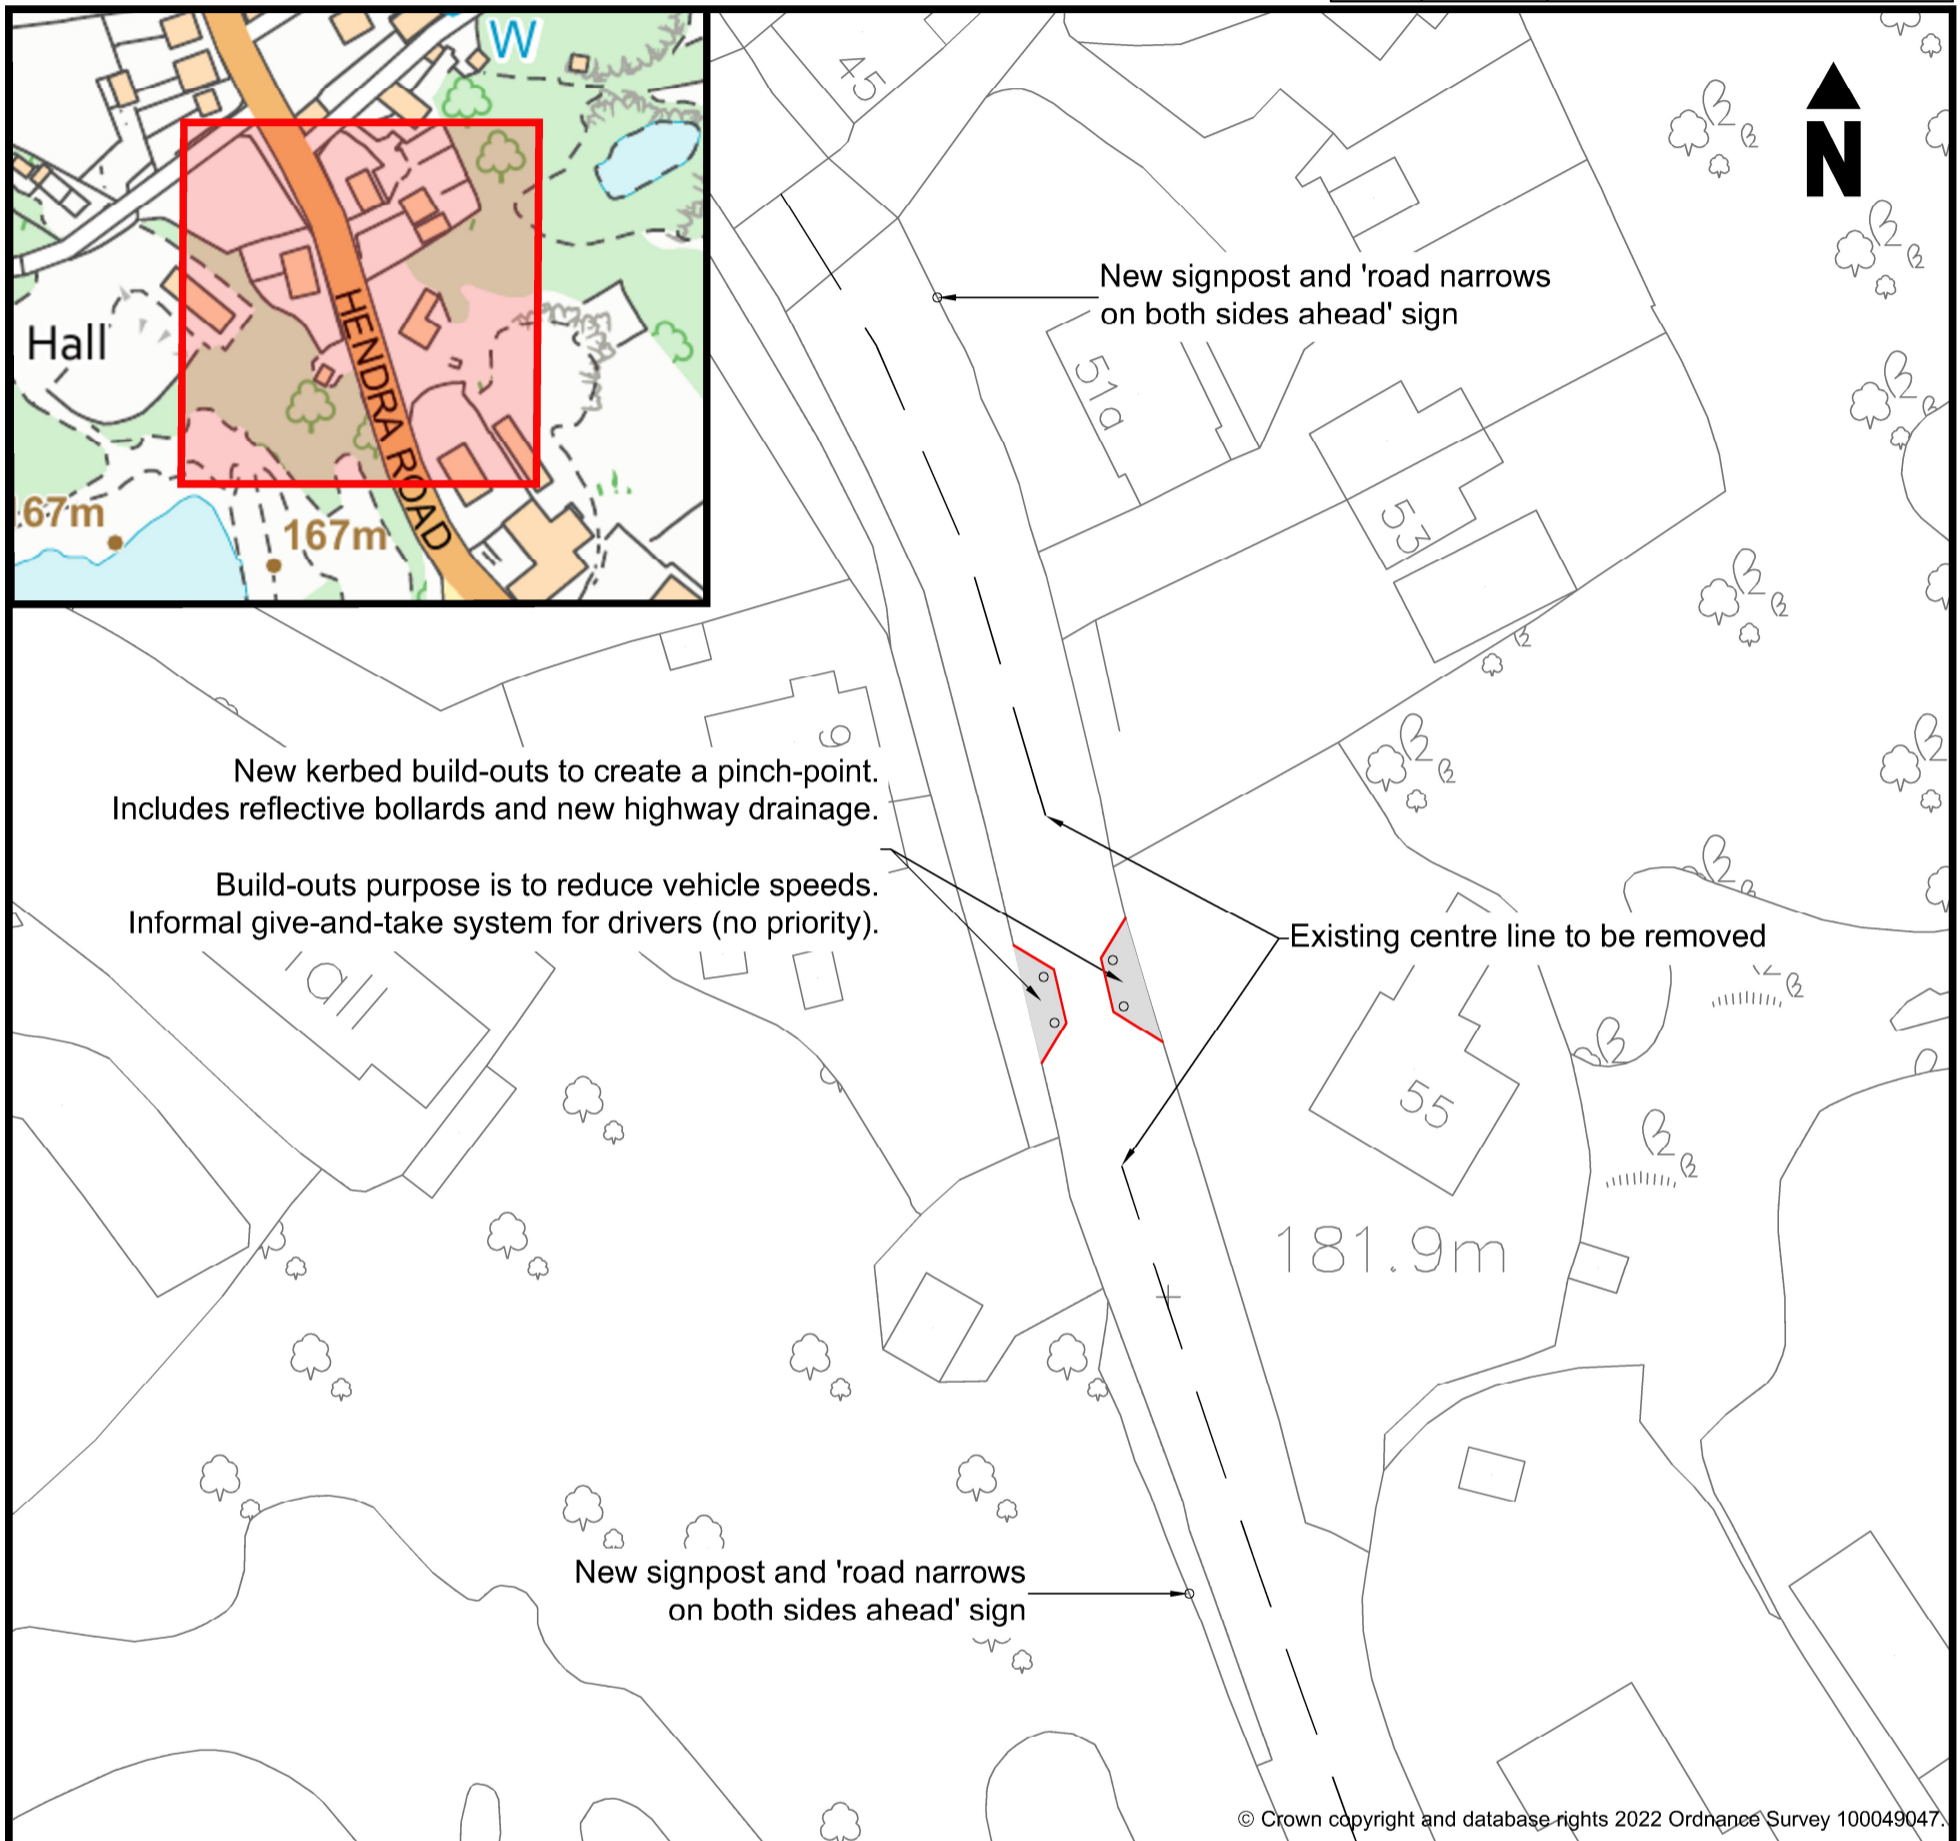 W
Hall
HENDRA ROAD
67m
167m
N
45
New signpost and 'road narrows
on both sides ahead' sign
51a
53
9
New kerbed build-outs to create a pinch-point.
Includes reflective bollards and new highway drainage.
Build-outs purpose is to reduce vehicle speeds.
Informal give-and-take system for drivers (no priority).
Existing centre line to be removed
all
55
181.9m
New signpost and 'road narrows
on both sides ahead' sign
© Crown copyright and database rights 2022 Ordnance Survey 100049047.